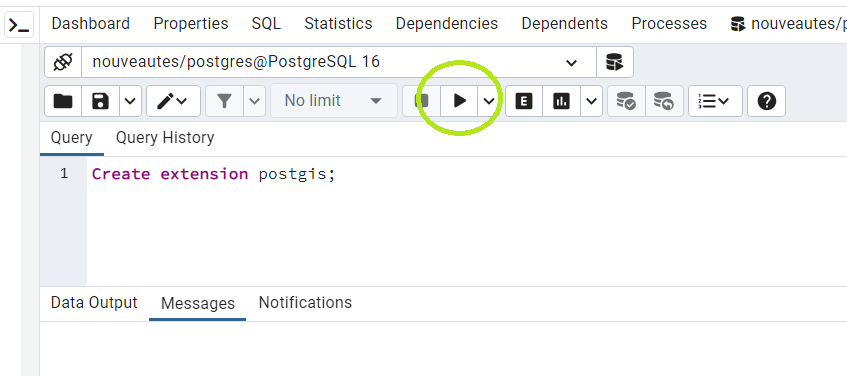 Dashboard Properties SQL Statistics Dependencies Dependents Processes nouveautes/p
nouveautes/postgres@PostgreSQL 16
No limit E
Query Query History
1 Create extension postgis;
Data Output Messages Notifications